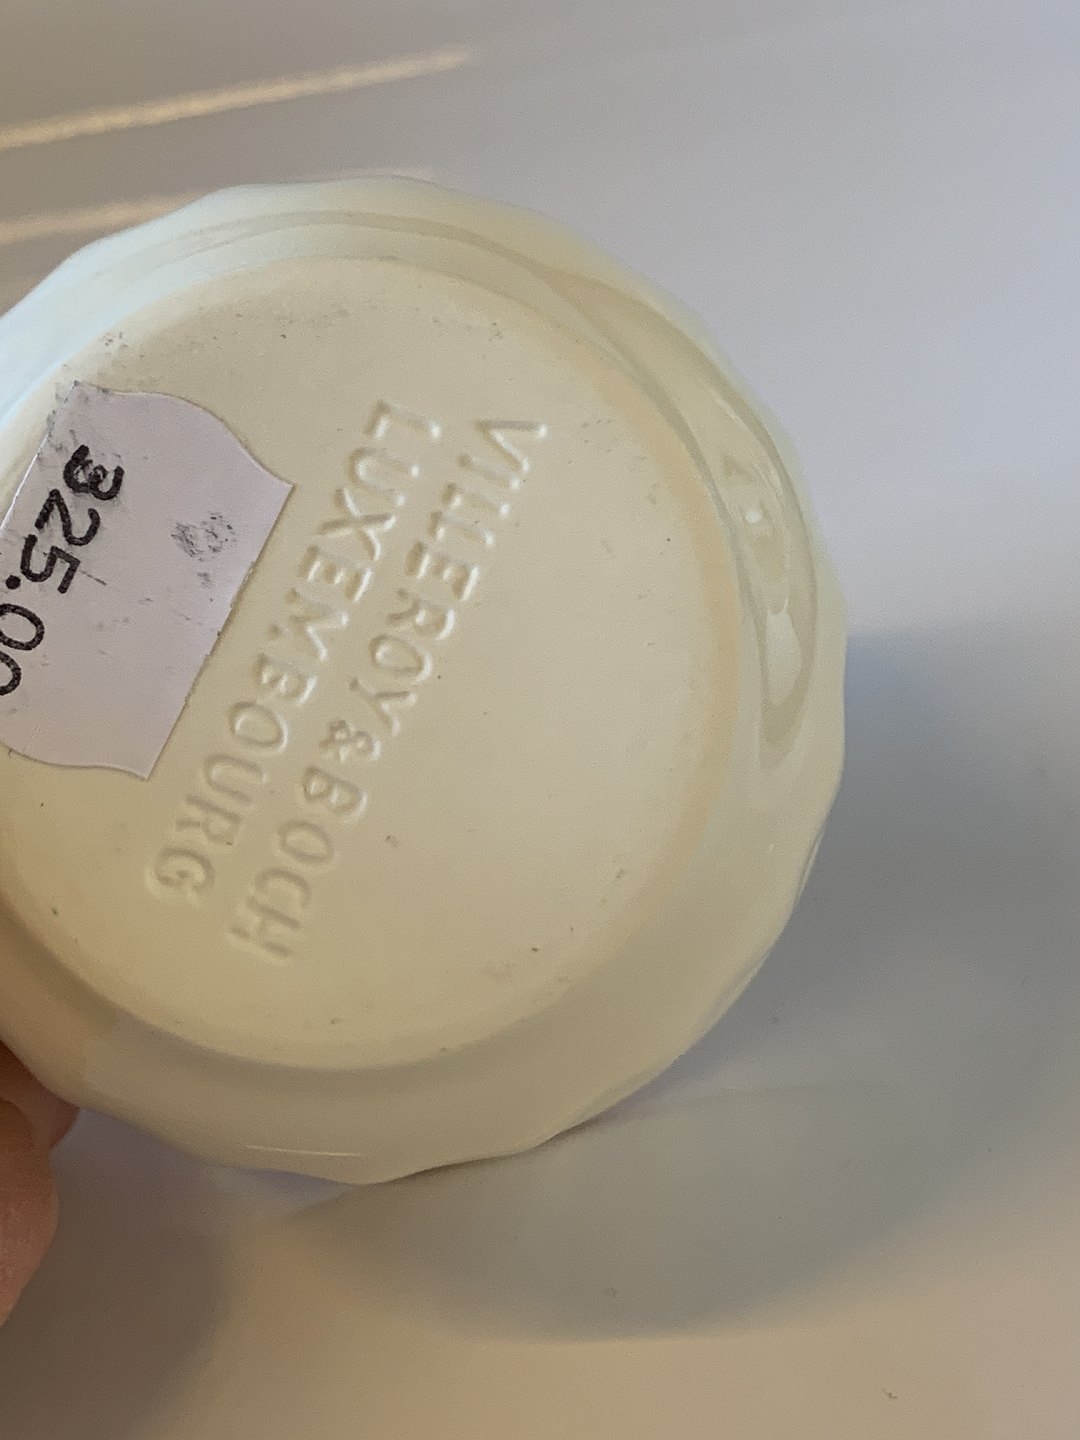 VILLEROY & BOCH
LUXEMBOURG
325.00